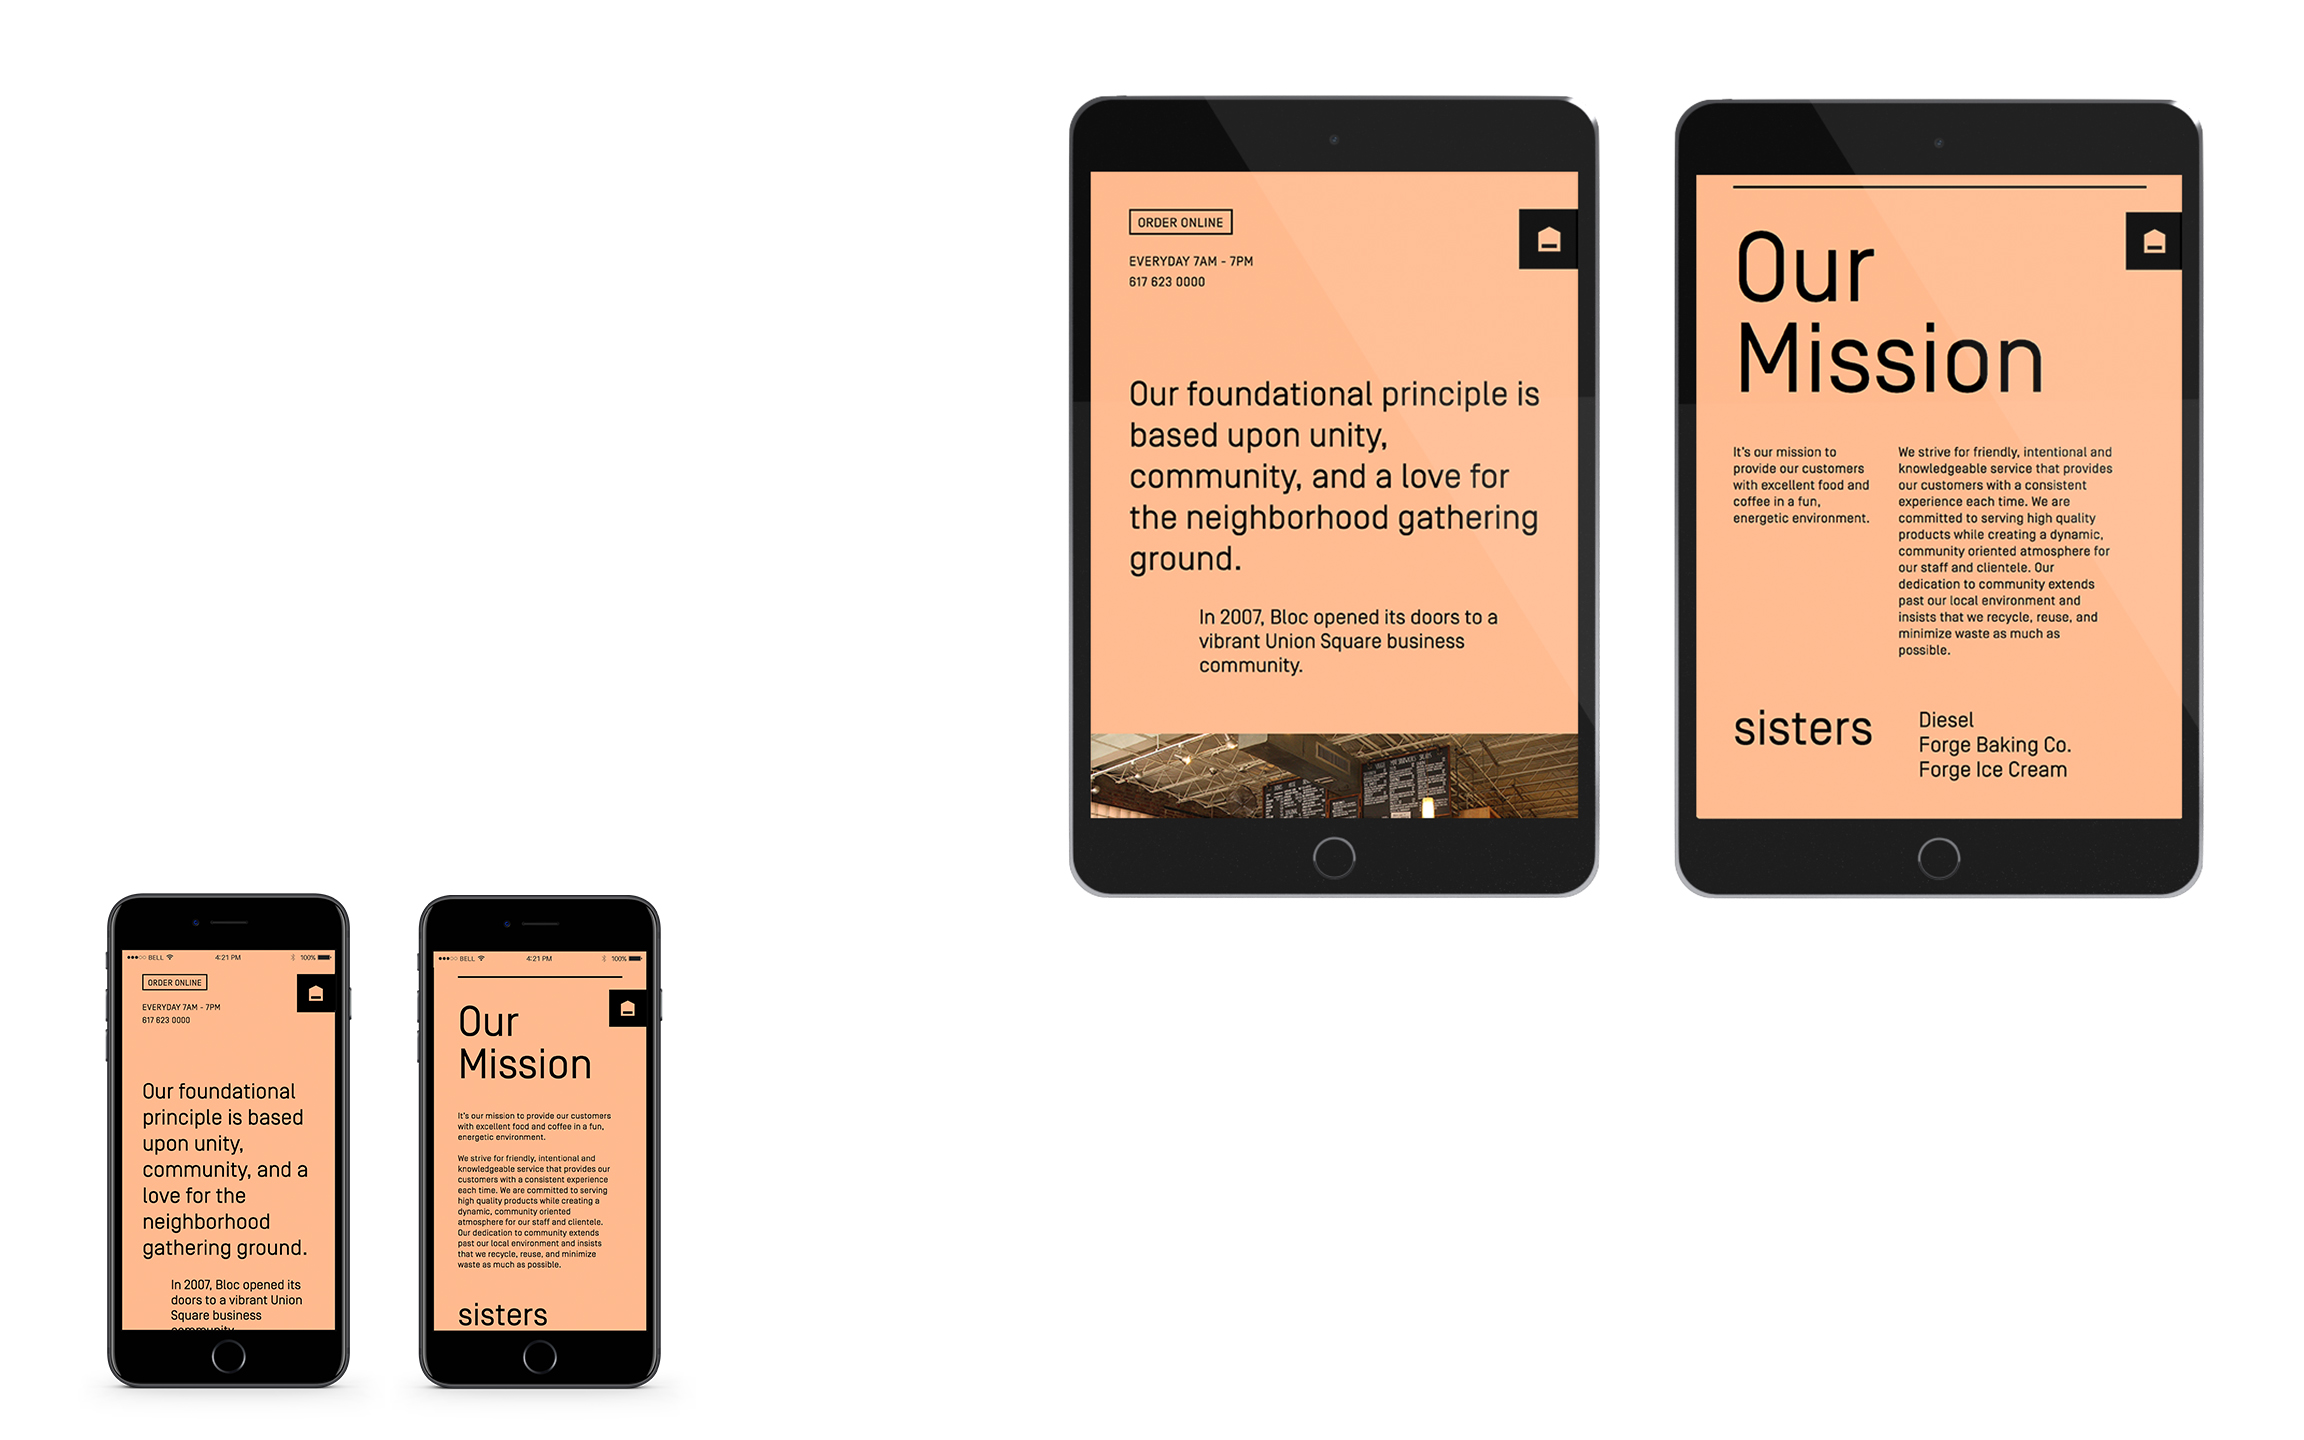 ORDER ONLINE
EVERYDAY 7AM - 7PM
617 623 0000
Our foundational principle is
based upon unity,
community, and a love for
the neighborhood gathering
ground.
In 2007, Bloc opened its doors to a
vibrant Union Square business
community.
Our
Mission
It's our mission to
provide our customers
with excellent food and
coffee in a fun,
energetic environment.
We strive for friendly, intentional and
knowledgeable service that provides
our customers with a consistent
experience each time. We are
committed to serving high quality
products while creating a dynamic,
community oriented atmosphere for
our staff and clientele. Our
dedication to community extends
past our local environment and
insists that we recycle, reuse, and
minimize waste as much as
possible.
sisters
Diesel
Forge Baking Co.
Forge Ice Cream
BELL 4:21 PM 100%
ORDER ONLINE
EVERYDAY 7AM - 7PM
617 623 0000
Our foundational
principle is based
upon unity,
community, and a
love for the
neighborhood
gathering ground.
In 2007, Bloc opened its
doors to a vibrant Union
Square business
community.
BELL 4:21 PM 100%
Our
Mission
It's our mission to provide our customers
with excellent food and coffee in a fun,
energetic environment.
We strive for friendly, intentional and
knowledgeable service that provides our
customers with a consistent experience
each time. We are committed to serving
high quality products while creating a
dynamic, community oriented
atmosphere for our staff and clientele.
Our dedication to community extends
past our local environment and insists
that we recycle, reuse, and minimize
waste as much as possible.
sisters